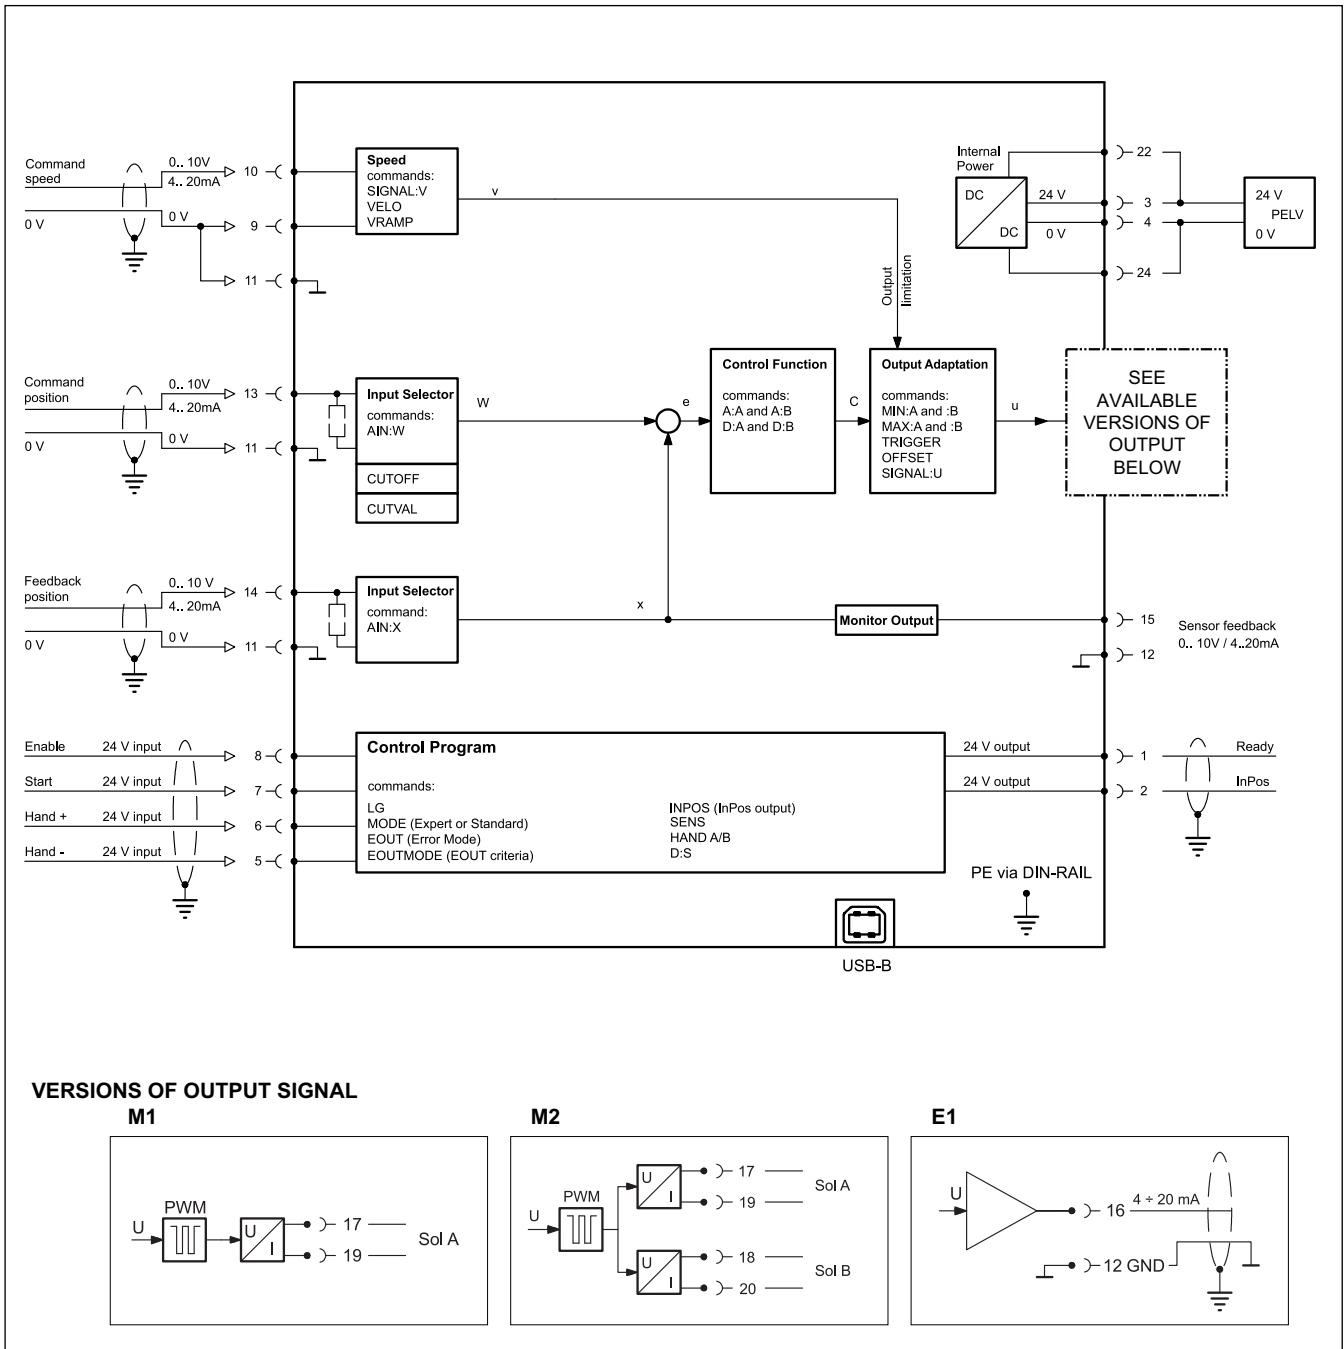 Command
speed
0.. 10V
4.. 20mA
10
0 V
0 V
9
11
Speed
commands:
SIGNAL:V
VELO
VRAMP
v
Output
limitation
Internal
Power
DC
DC
24 V
0 V
22
3
4
24
24 V
PELV
0 V
Command
position
0.. 10V
4.. 20mA
13
0 V
0 V
11
Input Selector
commands:
AIN:W
CUTOFF
CUTVAL
W
e
Control Function
commands:
A:A and A:B
D:A and D:B
C
Output Adaptation
commands:
MIN:A and :B
MAX:A and :B
TRIGGER
OFFSET
SIGNAL:U
u
SEE
AVAILABLE
VERSIONS OF
OUTPUT
BELOW
Feedback
position
0.. 10 V
4.. 20mA
14
0 V
0 V
11
Input Selector
command:
AIN:X
x
Monitor Output
15
12
Sensor feedback
0.. 10V / 4..20mA
Enable 24 V input 8
Start 24 V input 7
Hand + 24 V input 6
Hand - 24 V input 5
Control Program
commands:
LG
MODE (Expert or Standard)
EOUT (Error Mode)
EOUTMODE (EOUT criteria)
INPOS (InPos output)
SENS
HAND A/B
D:S
24 V output 1 Ready
24 V output 2 InPos
PE via DIN-RAIL
USB-B
VERSIONS OF OUTPUT SIGNAL
M1
U
PWM
U
I
17
19
Sol A
M2
U
PWM
U
I
17
19
Sol A
U
I
18
20
Sol B
E1
U
16
4 ÷ 20 mA
12 GND